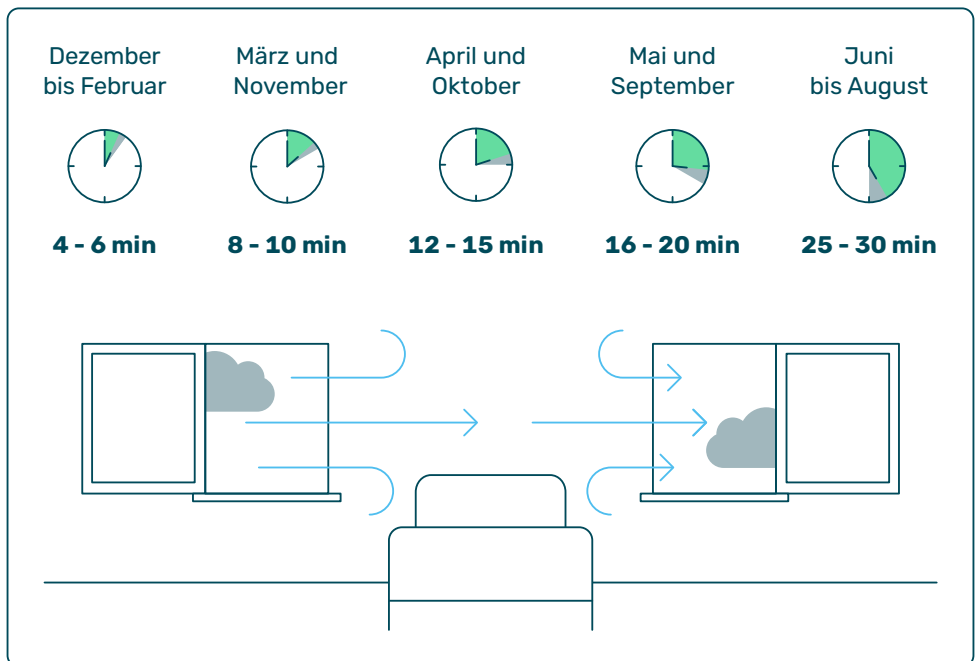 Dezember
bis Februar
März und
November
April und
Oktober
Mai und
September
Juni
bis August
4 - 6 min
8 - 10 min
12 - 15 min
16 - 20 min
25 - 30 min